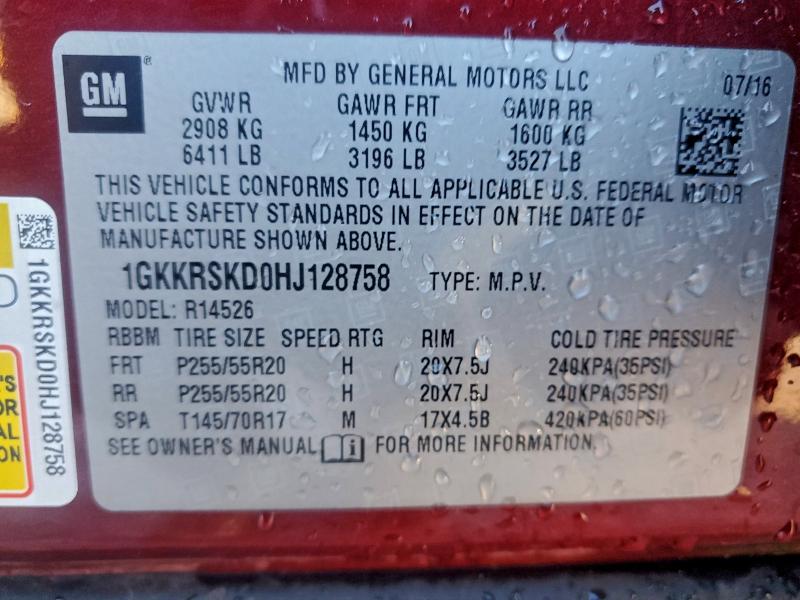 GM
MFD BY GENERAL MOTORS LLC
07/16
GVWR GAWR FRT GAWR RR
2908 KG 1450 KG 1600 KG
6411 LB 3196 LB 3527 LB
THIS VEHICLE CONFORMS TO ALL APPLICABLE U.S. FEDERAL MOTOR
VEHICLE SAFETY STANDARDS IN EFFECT ON THE DATE OF
MANUFACTURE SHOWN ABOVE.
1GKKRSKD0HJ128758 TYPE: M.P.V.
MODEL: R14526
RBBM TIRE SIZE SPEED RTG RIM COLD TIRE PRESSURE
FRT P255/55R20 H 20X7.5J 240KPA(35PSI)
RR P255/55R20 H 20X7.5J 240KPA(35PSI)
SPA T145/70R17 M 17X4.5B 420KPA(60PSI)
SEE OWNER'S MANUAL i FOR MORE INFORMATION.
1GKKRSKD0HJ128758
'S
OR
AL
ON